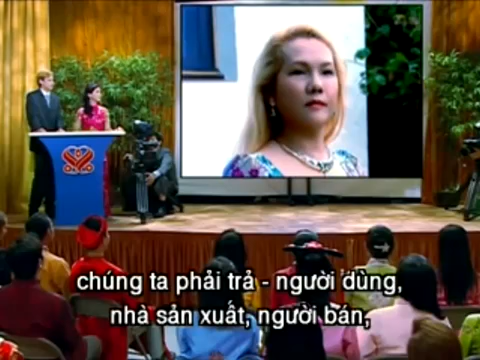 chúng ta phải trả - người dùng,
nhà sản xuất, người bán,